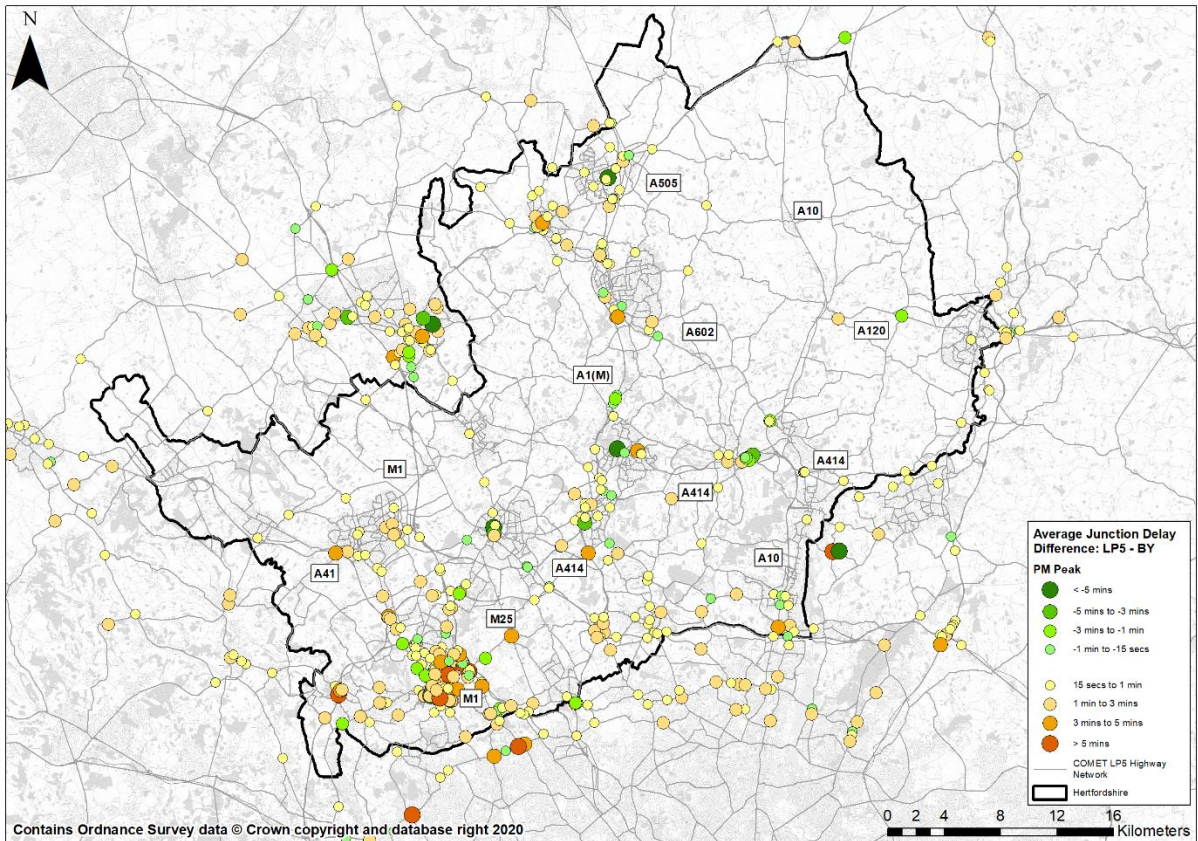 N
A505
A10
A602
A120
A1(M)
M1
A414
A414
A41
A414
A10
M25
M1
Average Junction Delay
Difference: LP5 - BY
PM Peak
< -5 mins
-5 mins to -3 mins
-3 mins to -1 min
-1 min to -15 secs
15 secs to 1 min
1 min to 3 mins
3 mins to 5 mins
> 5 mins
COMET LP5 Highway
Network
Hertfordshire
Contains Ordnance Survey data © Crown copyright and database right 2020
0 2 4 8 12 16
Kilometers